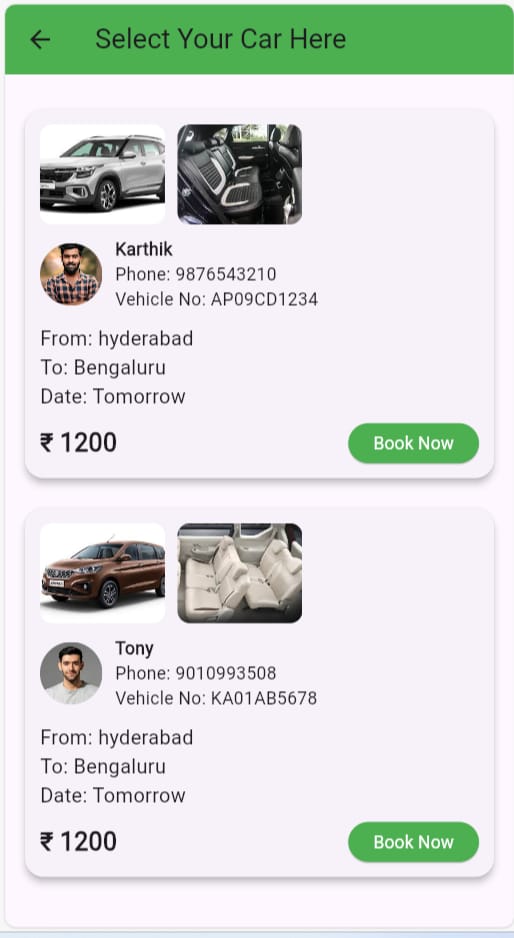 Select Your Car Here
Karthik
Phone: 9876543210
Vehicle No: AP09CD1234
From: hyderabad
To: Bengaluru
Date: Tomorrow
₹ 1200
Book Now
Tony
Phone: 9010993508
Vehicle No: KA01AB5678
From: hyderabad
To: Bengaluru
Date: Tomorrow
₹ 1200
Book Now